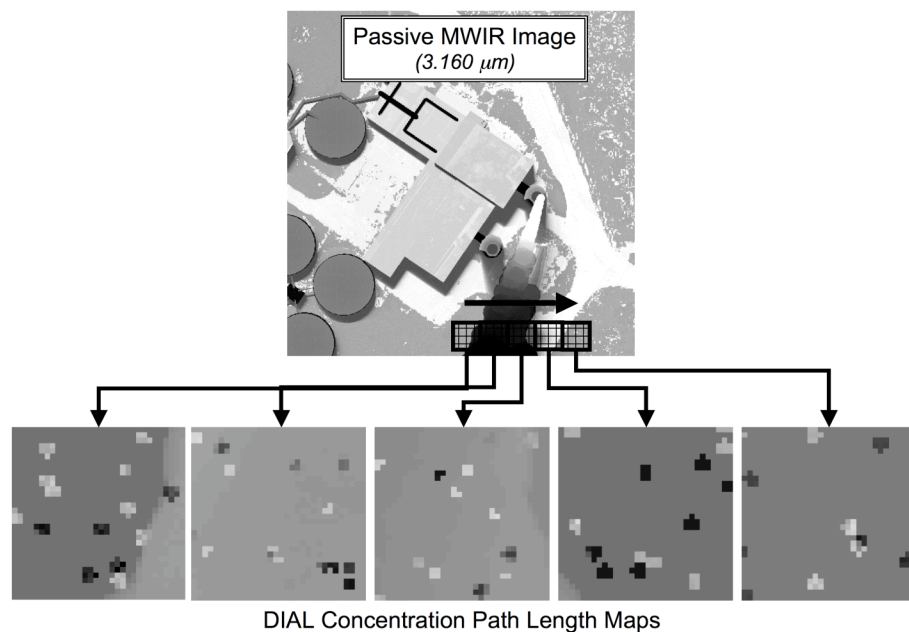 Passive MWIR Image
(3.160 μm)
DIAL Concentration Path Length Maps